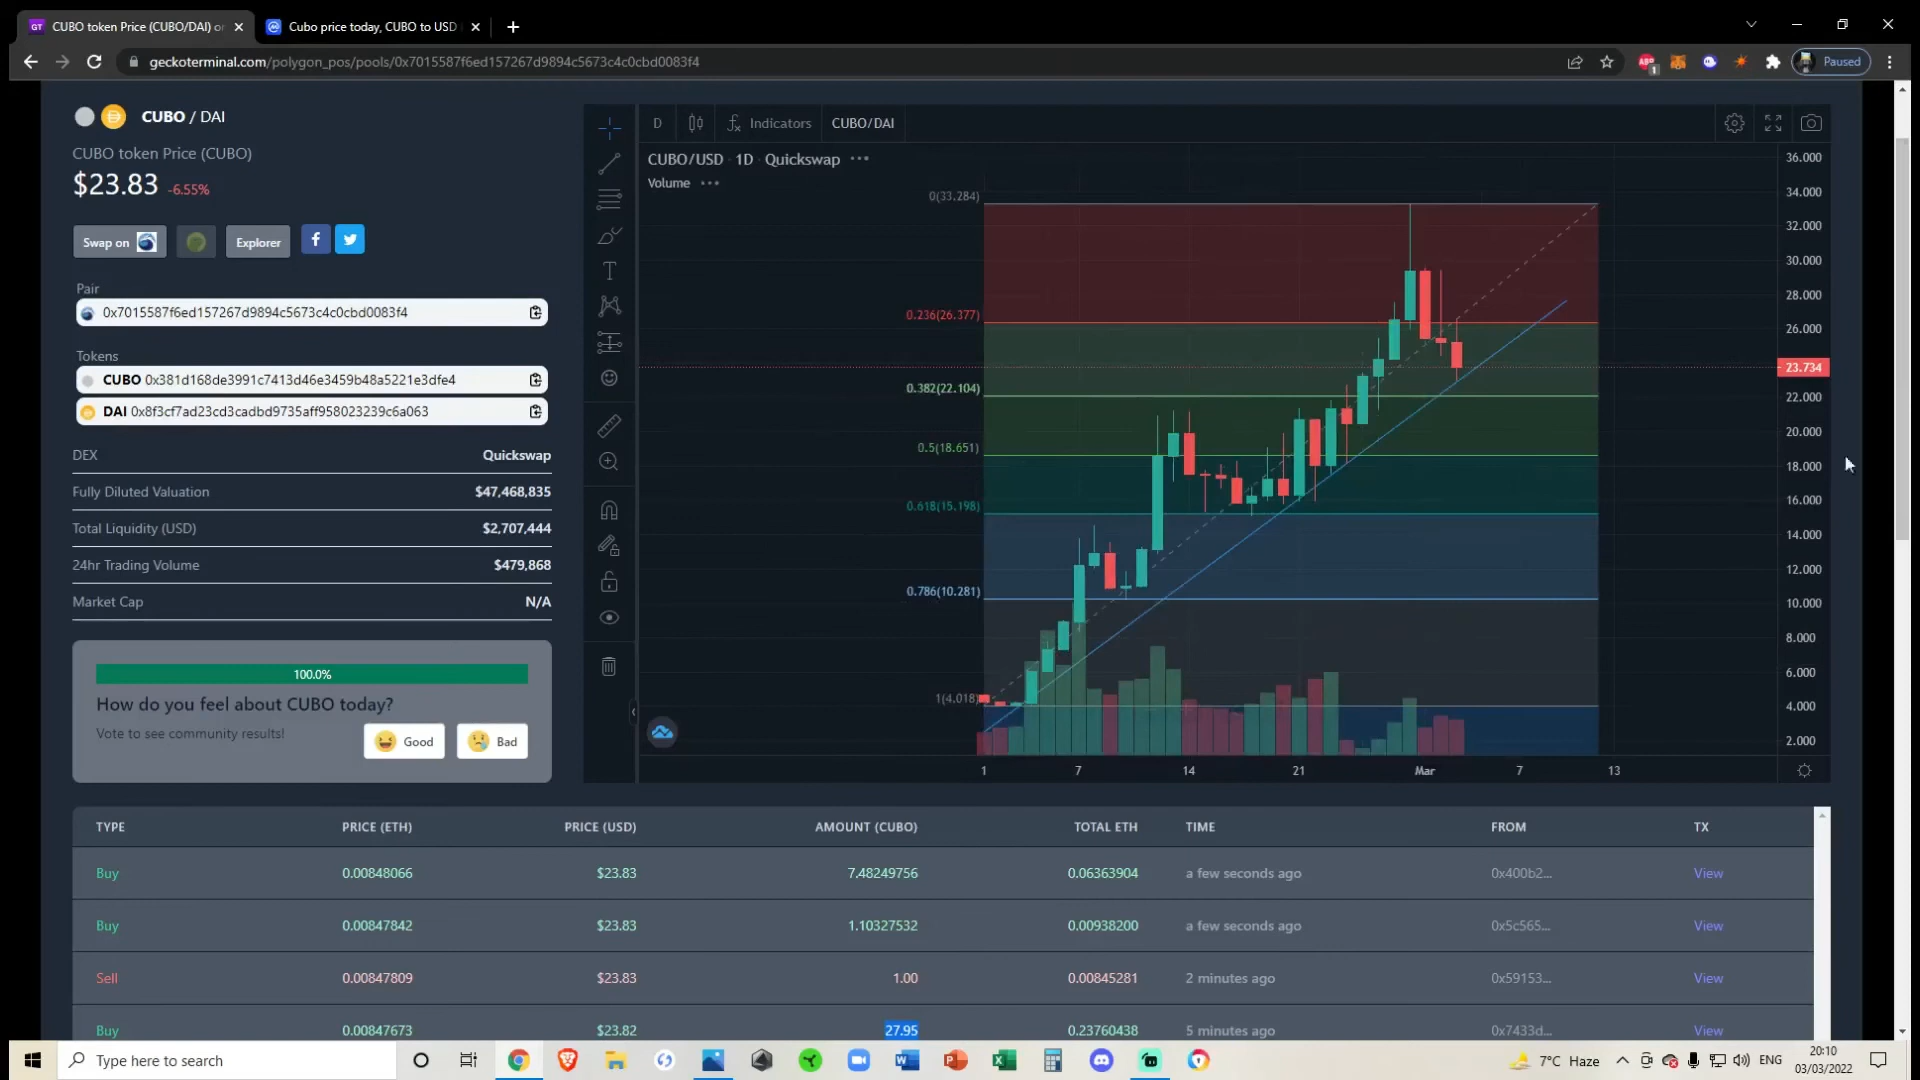 CUBO token Price (CUBO/DAI) o
Cubo price today, CUBO to USD
geckoterminal.com/polygon_pos/pools/0x7015587f6ed157267d9894c5673c4c0cbd0083f4
Paused
CUBO / DAI
CUBO token Price (CUBO)
$23.83 -6.55%
Swap on
Explorer
Pair
0x7015587f6ed157267d9894c5673c4c0cbd0083f4
Tokens
CUBO 0x381d168de3991c7413d46e3459b48a5221e3dfe4
DAI 0x8f3cf7ad23cd3cadbd9735aff958023239c6a063
DEX Quickswap
Fully Diluted Valuation $47,468,835
Total Liquidity (USD) $2,707,444
24hr Trading Volume $479,868
Market Cap N/A
100.0%
How do you feel about CUBO today?
Vote to see community results!
Good
Bad
D
Indicators
CUBO/DAI
CUBO/USD · 1D · Quickswap
Volume
0(33.284)
0.236(26.377)
0.382(22.104)
0.5(18.651)
0.618(15.198)
0.786(10.281)
1(4.018)
36.000
34.000
32.000
30.000
28.000
26.000
23.734
22.000
20.000
18.000
16.000
14.000
12.000
10.000
8.000
6.000
4.000
2.000
1 7 14 21 Mar 7 13
TYPE PRICE (ETH) PRICE (USD) AMOUNT (CUBO) TOTAL ETH TIME FROM TX
Buy 0.00848066 $23.83 7.48249756 0.06363904 a few seconds ago 0x400b2... View
Buy 0.00847842 $23.83 1.10327532 0.00938200 a few seconds ago 0x5c565... View
Sell 0.00847809 $23.83 1.00 0.00845281 2 minutes ago 0x59153... View
Buy 0.00847673 $23.82 27.95 0.23760438 5 minutes ago 0x7433d... View
Type here to search
7°C Haze
ENG
20:10
03/03/2022